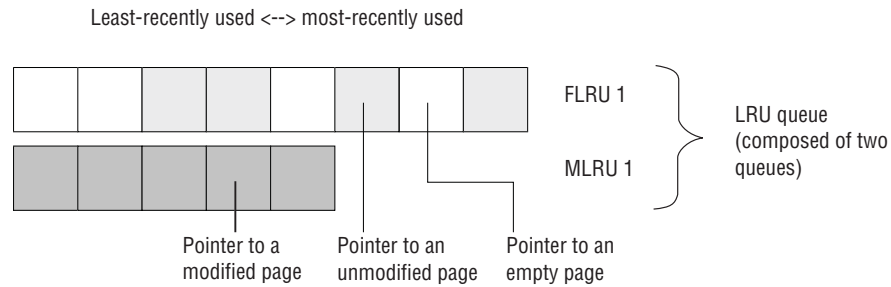 Least-recently used <--> most-recently used
FLRU 1
LRU queue
(composed of two
queues)
MLRU 1
Pointer to a
modified page
Pointer to an
unmodified page
Pointer to an
empty page